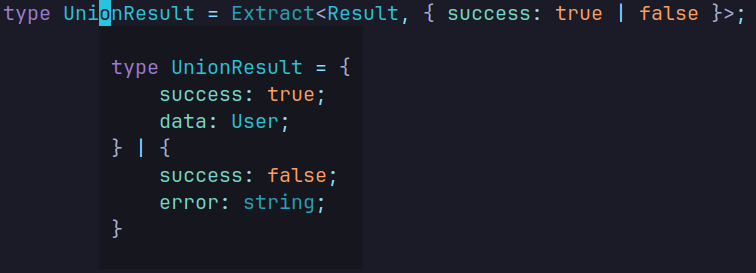 type UnionResult = Extract<Result, { success: true | false }>;
type UnionResult = {
    success: true;
    data: User;
} | {
    success: false;
    error: string;
}